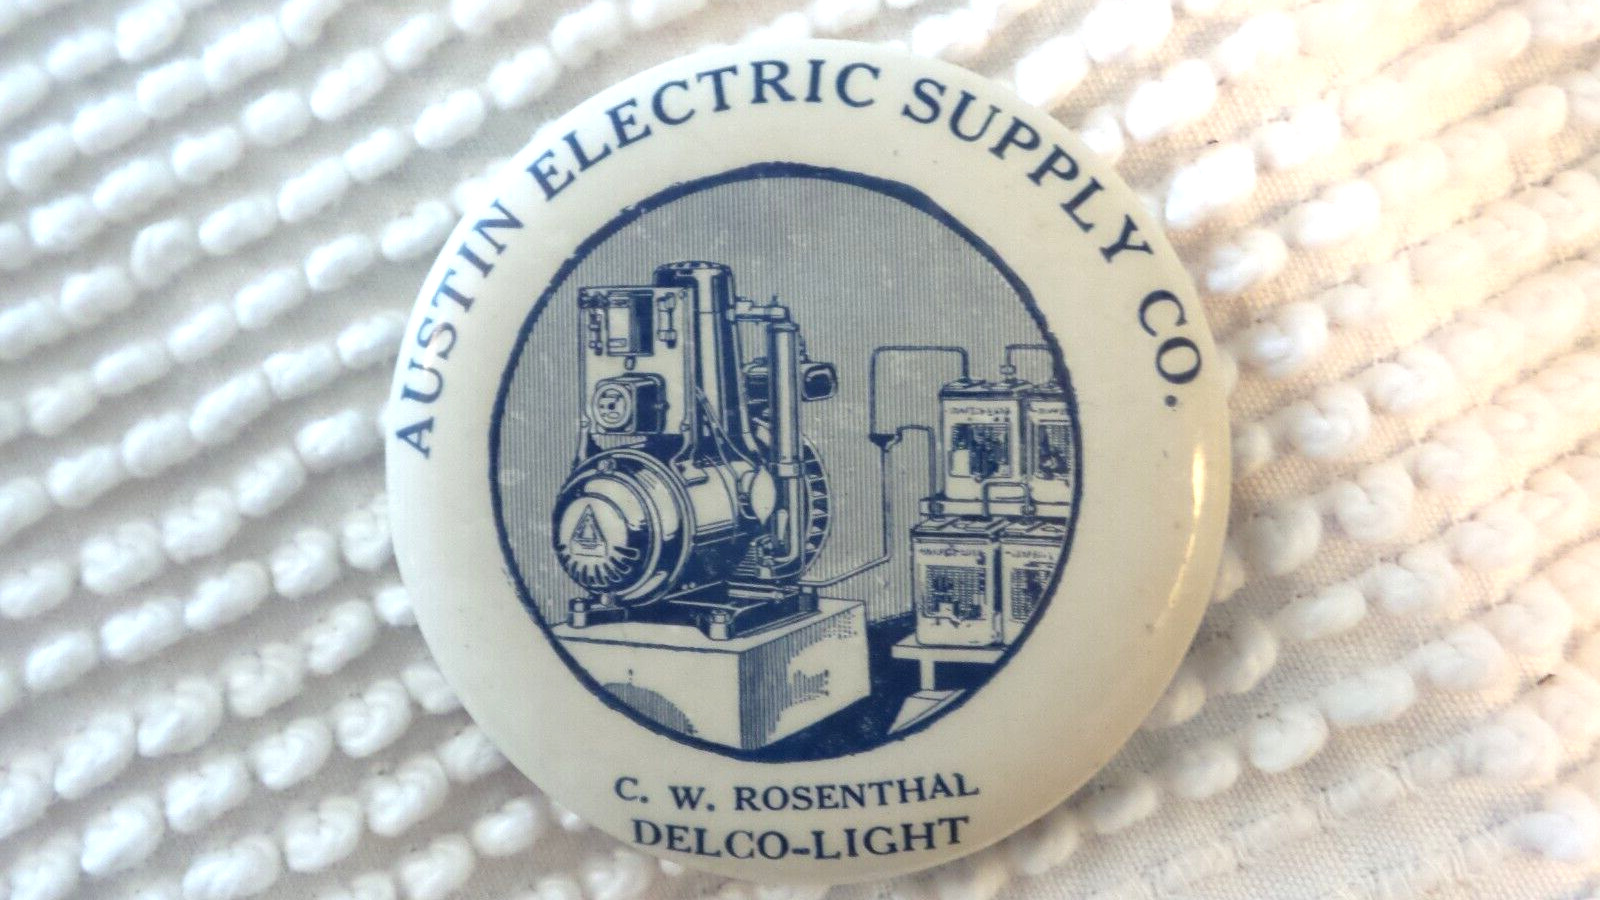 AUSTIN ELECTRIC SUPPLY CO.
C. W. ROSENTHAL
DELCO-LIGHT